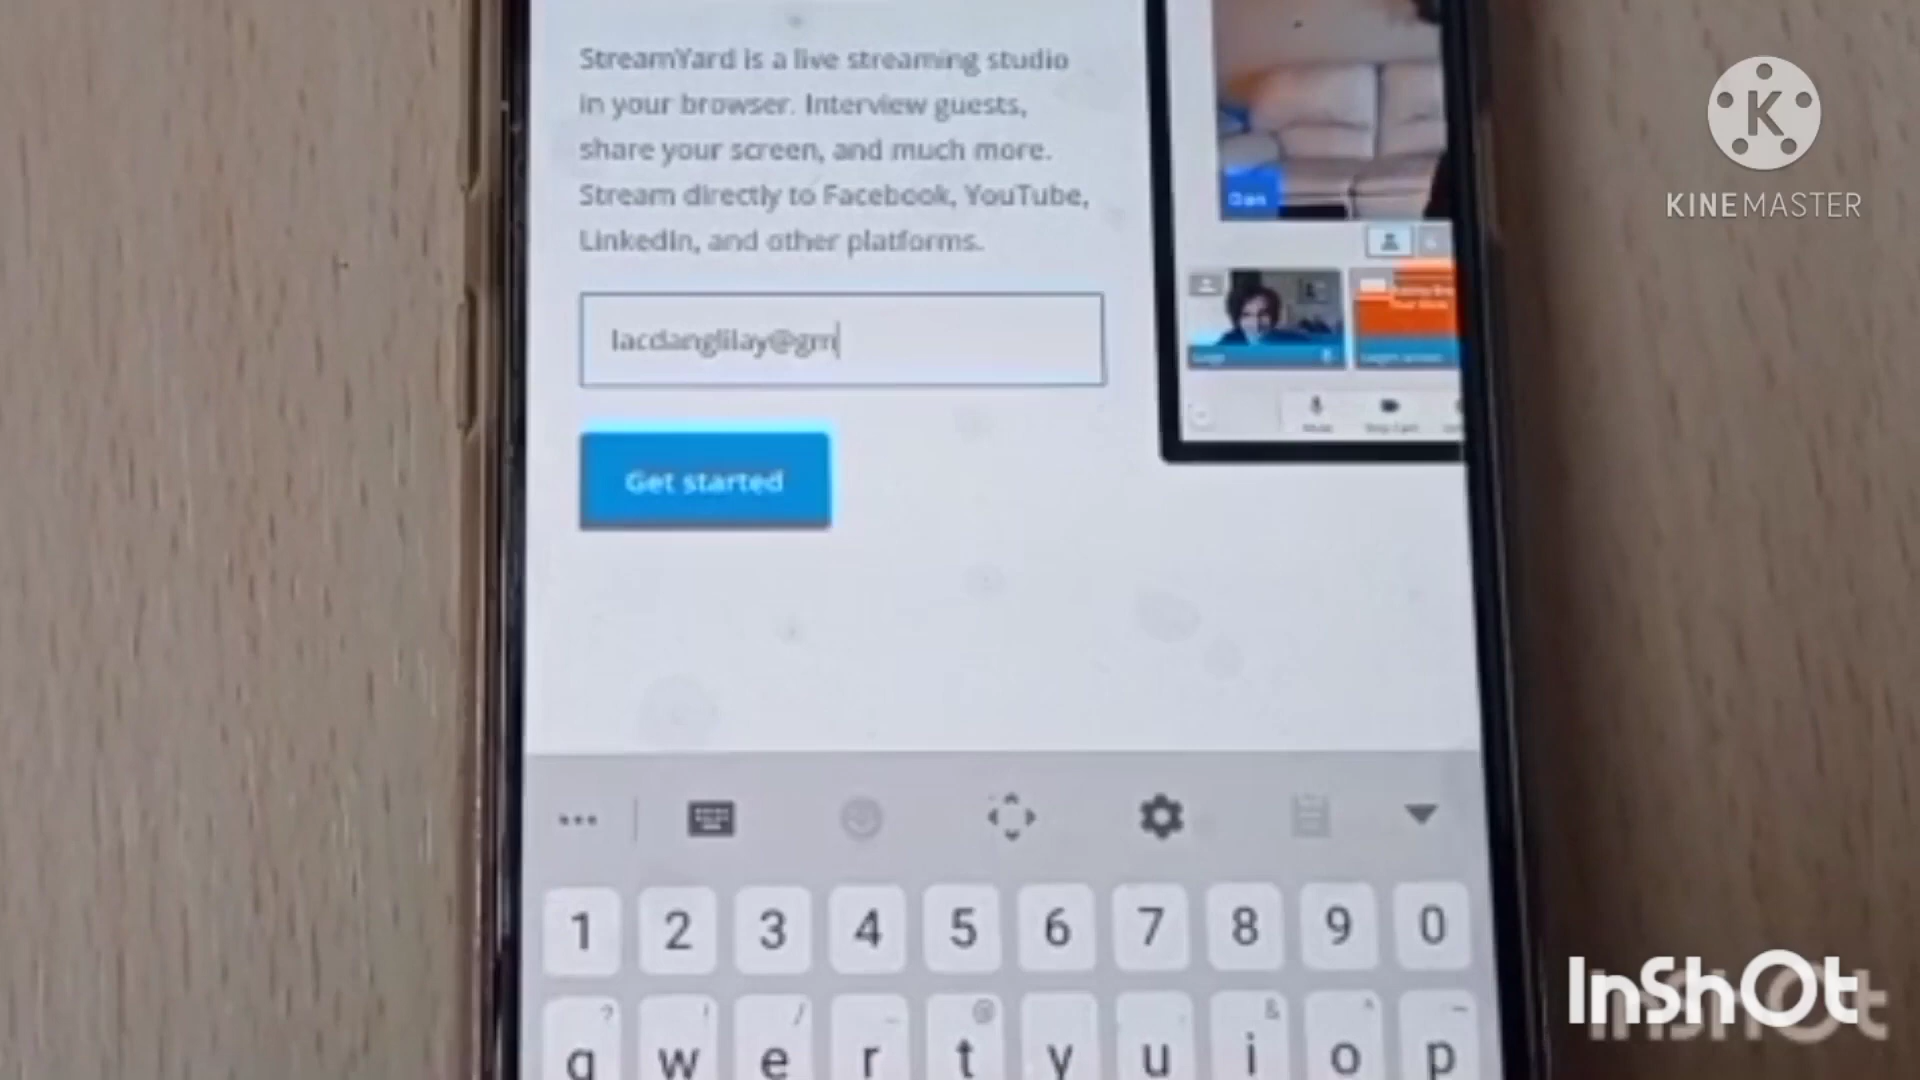 StreamYard is a live streaming studio
in your browser. Interview guests,
share your screen, and much more.
Stream directly to Facebook, YouTube,
LinkedIn, and other platforms.
lacdanglilay@gm
Get started
Dan
K
KINEMASTER
1 2 3 4 5 6 7 8 9 0
? ! / _ @ & ^ ~
q w e r t y u i o p
InShOt